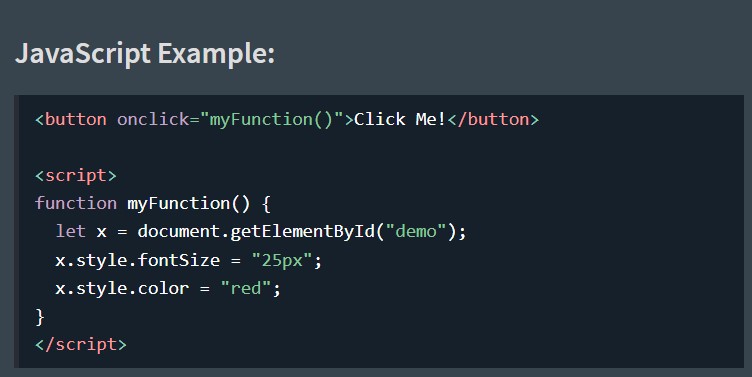 JavaScript Example:
<button onclick="myFunction()">Click Me!</button>
<script>
function myFunction() {
  let x = document.getElementById("demo");
  x.style.fontSize = "25px";
  x.style.color = "red";
}
</script>